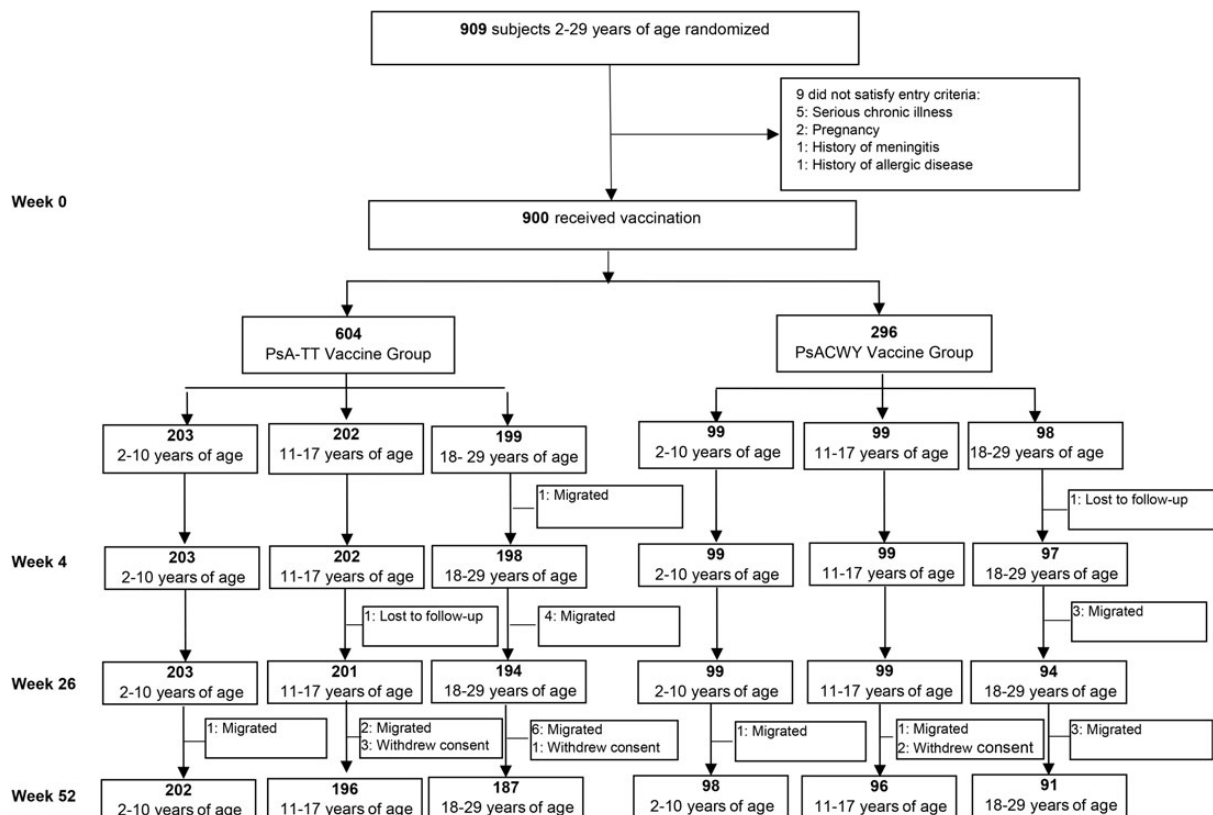 909 subjects 2-29 years of age randomized
9 did not satisfy entry criteria:
5: Serious chronic illness
2: Pregnancy
1: History of meningitis
1: History of allergic disease
Week 0
900 received vaccination
604
PsA-TT Vaccine Group
296
PsACWY Vaccine Group
203
2-10 years of age
202
11-17 years of age
199
18- 29 years of age
99
2-10 years of age
99
11-17 years of age
98
18-29 years of age
1: Migrated
1: Lost to follow-up
Week 4
203
2-10 years of age
202
11-17 years of age
198
18-29 years of age
99
2-10 years of age
99
11-17 years of age
97
18-29 years of age
1: Lost to follow-up
4: Migrated
3: Migrated
Week 26
203
2-10 years of age
201
11-17 years of age
194
18-29 years of age
99
2-10 years of age
99
11-17 years of age
94
18-29 years of age
1: Migrated
2: Migrated
3: Withdrew consent
6: Migrated
1: Withdrew consent
1: Migrated
1: Migrated
2: Withdrew consent
3: Migrated
Week 52
202
2-10 years of age
196
11-17 years of age
187
18-29 years of age
98
2-10 years of age
96
11-17 years of age
91
18-29 years of age